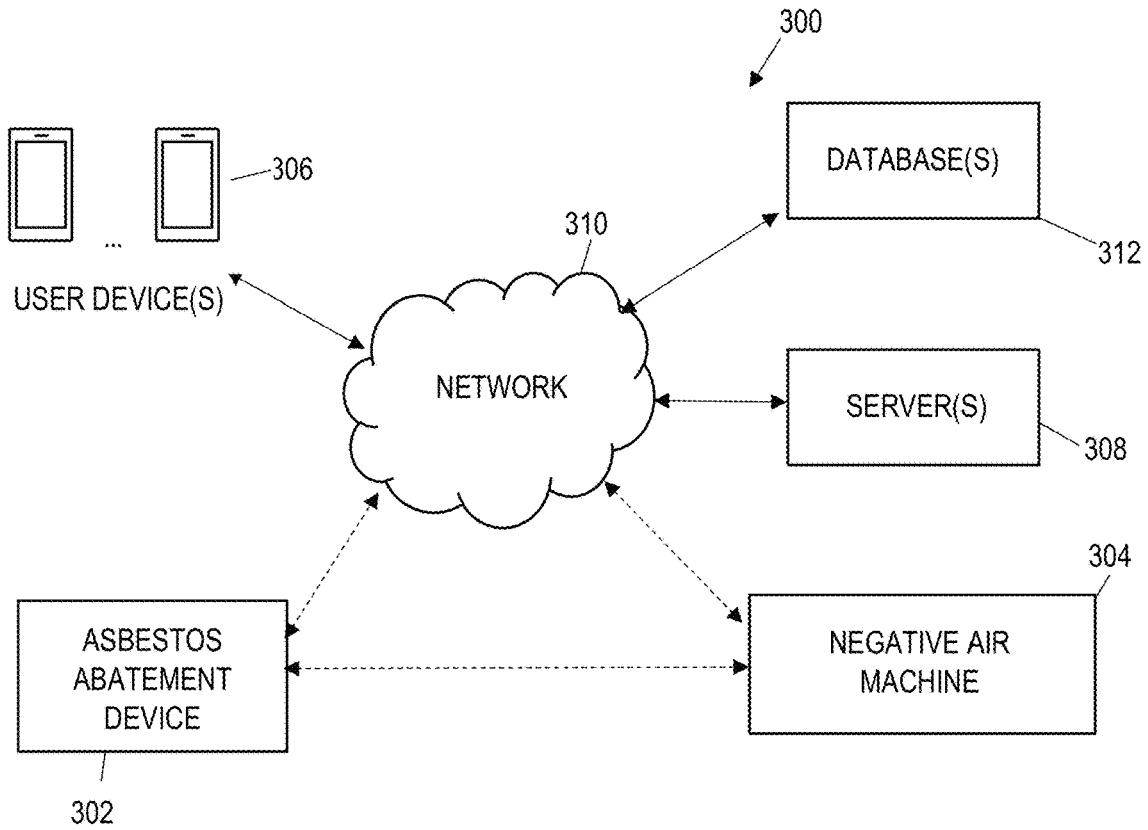 300
DATABASE(S)
312
306
...
USER DEVICE(S)
310
NETWORK
SERVER(S)
308
304
ASBESTOS
ABATEMENT
DEVICE
302
NEGATIVE AIR
MACHINE